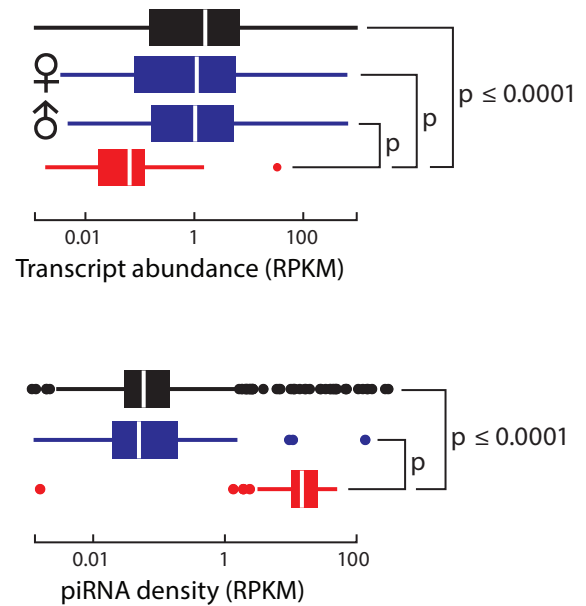 ♀
♂
p ≤ 0.0001
p
p
0.01 1 100
Transcript abundance (RPKM)
p ≤ 0.0001
p
0.01 1 100
piRNA density (RPKM)